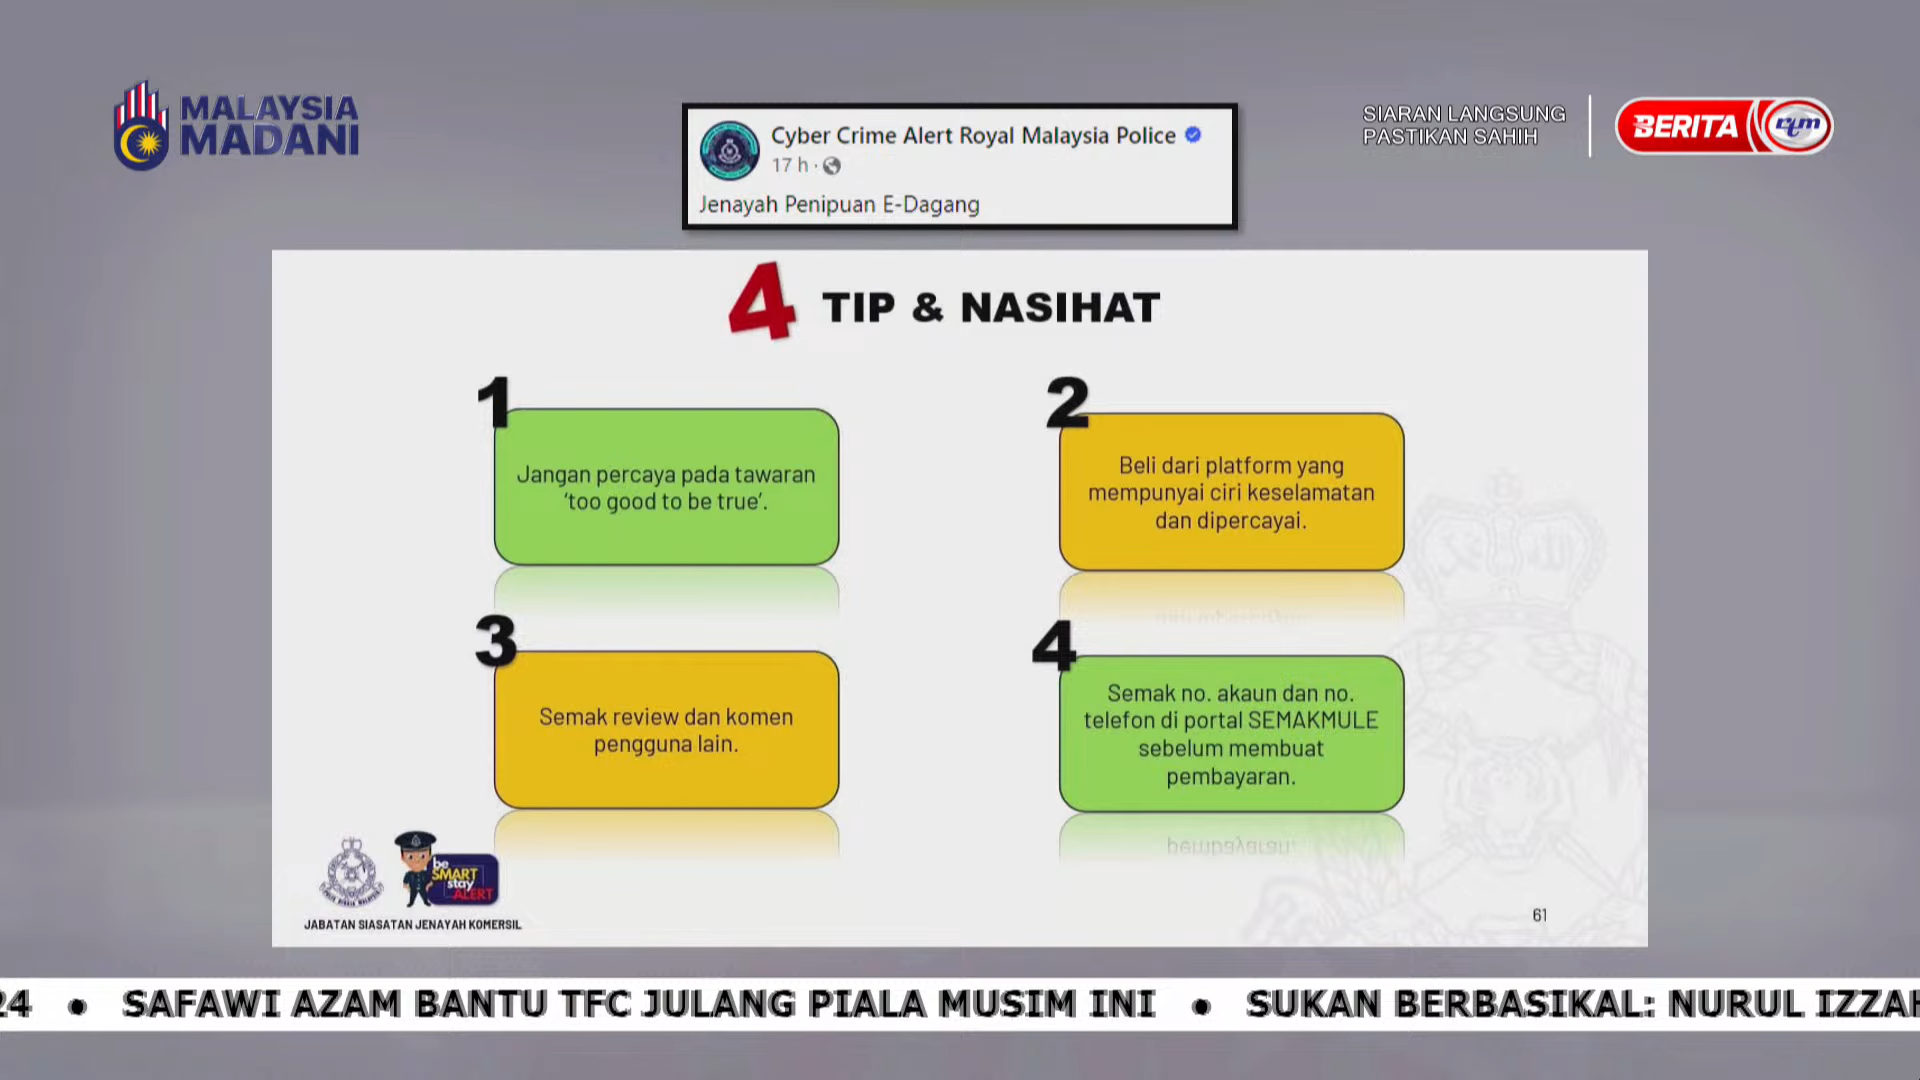 MALAYSIA
MADANI
Cyber Crime Alert Royal Malaysia Police
17 h ·
Jenayah Penipuan E-Dagang
SIARAN LANGSUNG
PASTIKAN SAHIH
BERITA rtm
4 TIP & NASIHAT
1
Jangan percaya pada tawaran
'too good to be true'.
2
Beli dari platform yang
mempunyai ciri keselamatan
dan dipercayai.
3
Semak review dan komen
pengguna lain.
4
Semak no. akaun dan no.
telefon di portal SEMAKMULE
sebelum membuat
pembayaran.
be
SMART
stay
ALERT
JABATAN SIASATAN JENAYAH KOMERSIL
61
24 • SAFAWI AZAM BANTU TFC JULANG PIALA MUSIM INI • SUKAN BERBASIKAL: NURUL IZZAH